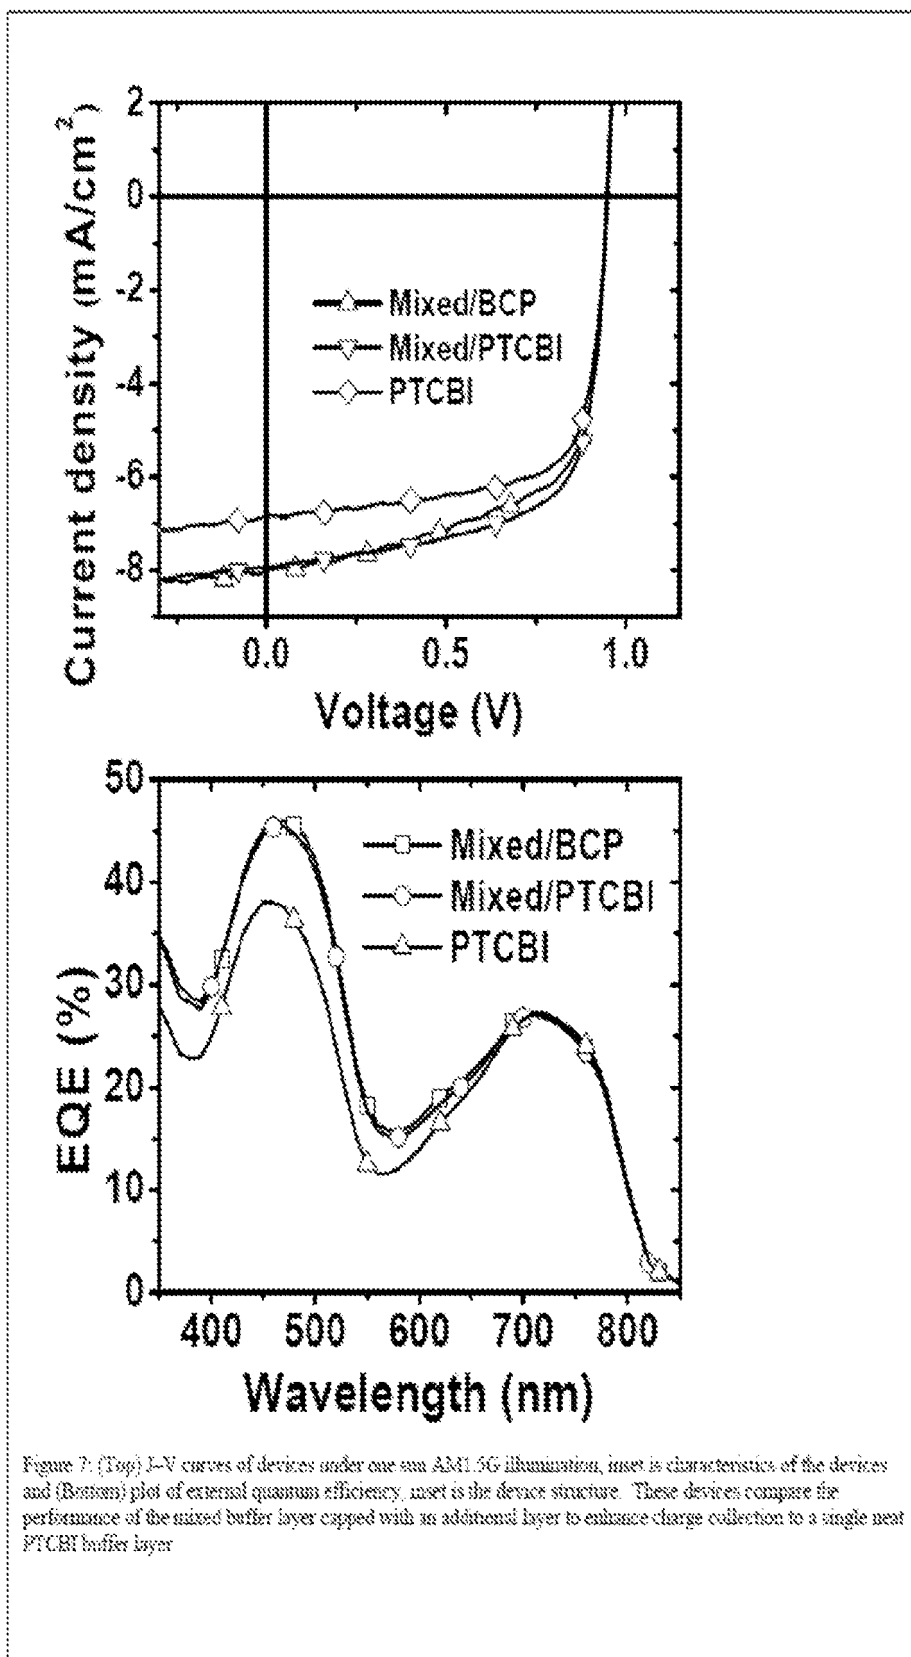 2
0
-2
-4
-6
-8
Current density (mA/cm²)
Mixed/BCP
Mixed/PTCBI
PTCBI
0.0 0.5 1.0
Voltage (V)
50
40
30
20
10
0
EQE (%)
Mixed/BCP
Mixed/PTCBI
PTCBI
400 500 600 700 800
Wavelength (nm)
Figure 7: (Top) J–V curves of devices under one sun AM1.5G illumination, inset is characteristics of the devices
and (Bottom) plot of external quantum efficiency, inset is the device structure. These devices compare the
performance of the mixed buffer layer capped with an additional layer to enhance charge collection to a single neat
PTCBI buffer layer